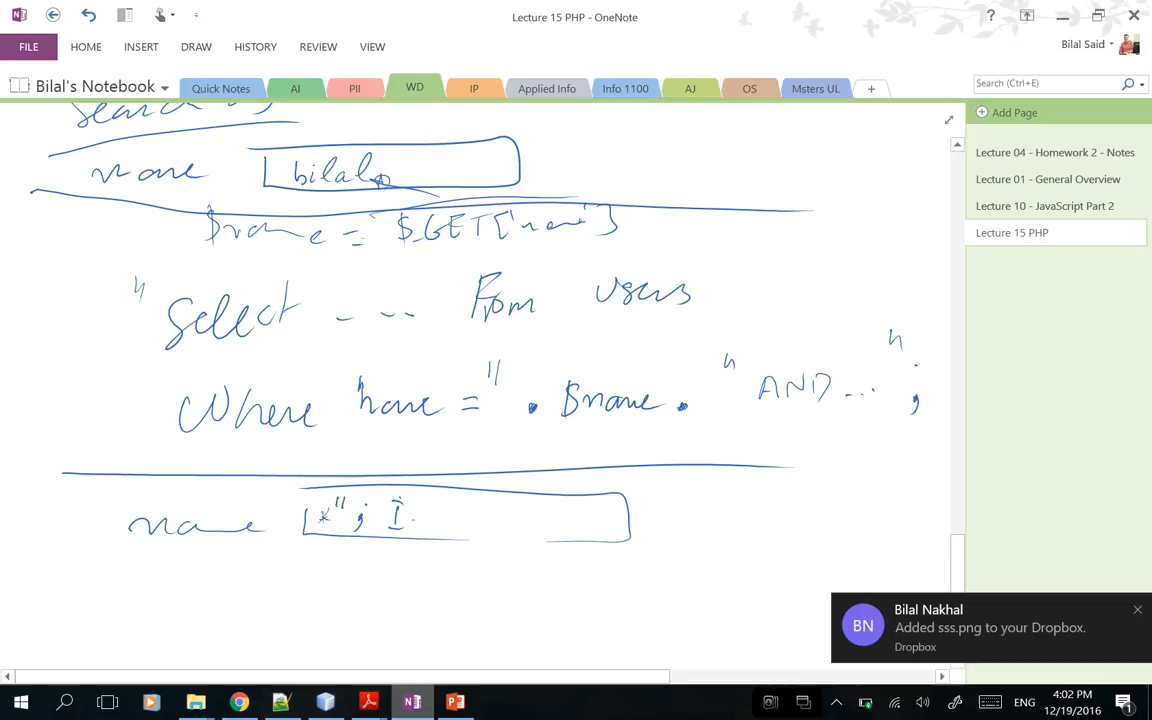 Lecture 15 PHP - OneNote
?
FILE HOME INSERT DRAW HISTORY REVIEW VIEW
Bilal Said
Bilal's Notebook
Quick Notes AI PII WD IP Applied Info Info 1100 AJ OS Msters UL +
Search (Ctrl+E)
Add Page
Lecture 04 - Homework 2 - Notes
Lecture 01 - General Overview
Lecture 10 - JavaScript Part 2
Lecture 15 PHP
Search
name bilal
$name = $_GET['name']
" Select ---- From users
Where name = " . $name . " AND ... " ;
name *" ; I
BN
Bilal Nakhal
Added sss.png to your Dropbox.
Dropbox
ENG
4:02 PM
12/19/2016
1